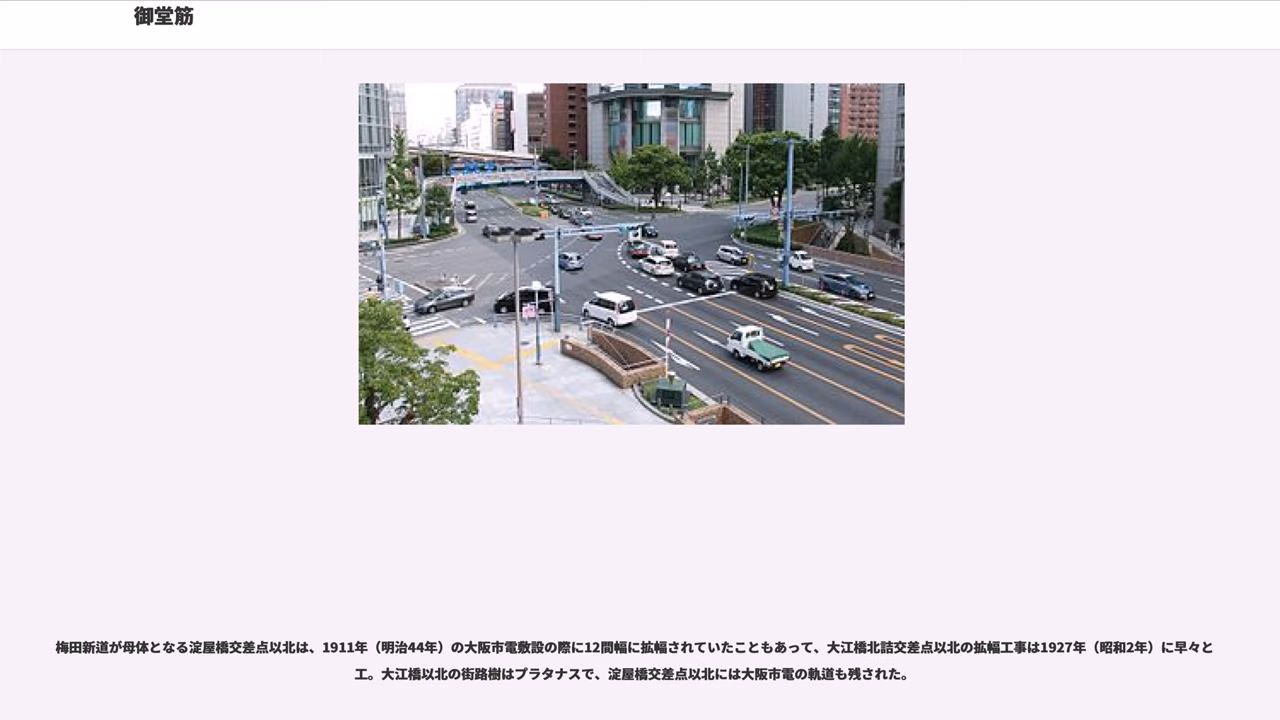 御堂筋
梅田新道が母体となる淀屋橋交差点以北は、1911年（明治44年）の大阪市電敷設の際に12間幅に拡幅されていたこともあって、大江橋北詰交差点以北の拡幅工事は1927年（昭和2年）に早々と
工。大江橋以北の街路樹はプラタナスで、淀屋橋交差点以北には大阪市電の軌道も残された。